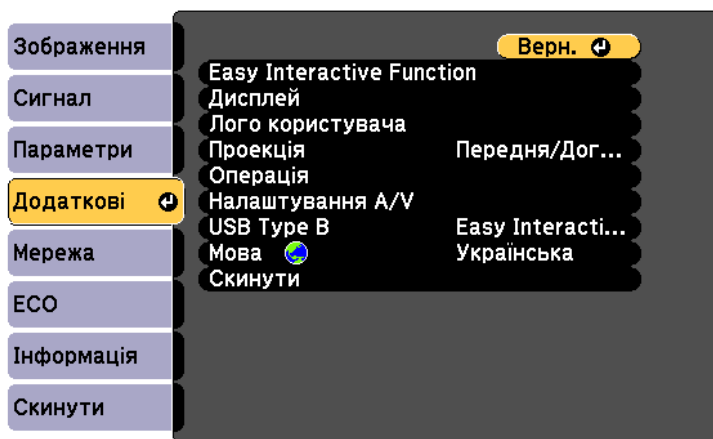 Зображення
Сигнал
Параметри
Додаткові
Мережа
ECO
Інформація
Скинути
Верн.
Easy Interactive Function
Дисплей
Лого користувача
Проекція Передня/Дог...
Операція
Налаштування A/V
USB Type B Easy Interacti...
Мова Українська
Скинути